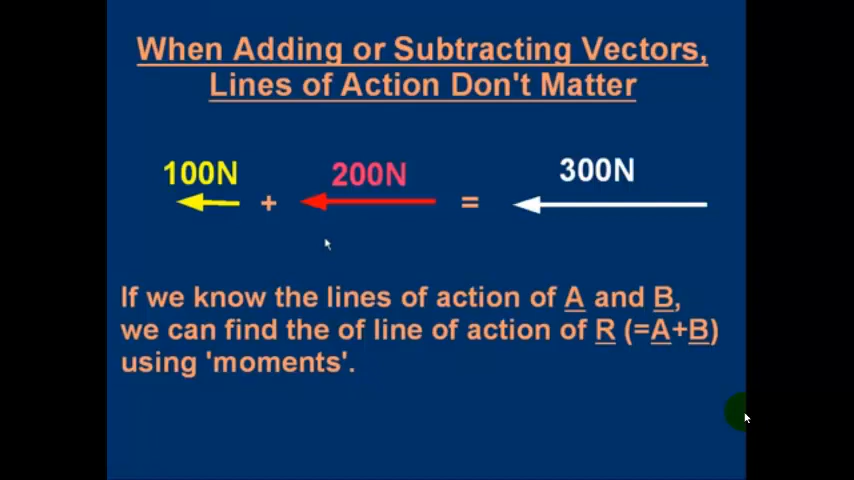 When Adding or Subtracting Vectors,
Lines of Action Don't Matter
100N + 200N = 300N
If we know the lines of action of A and B,
we can find the of line of action of R (=A+B)
using 'moments'.